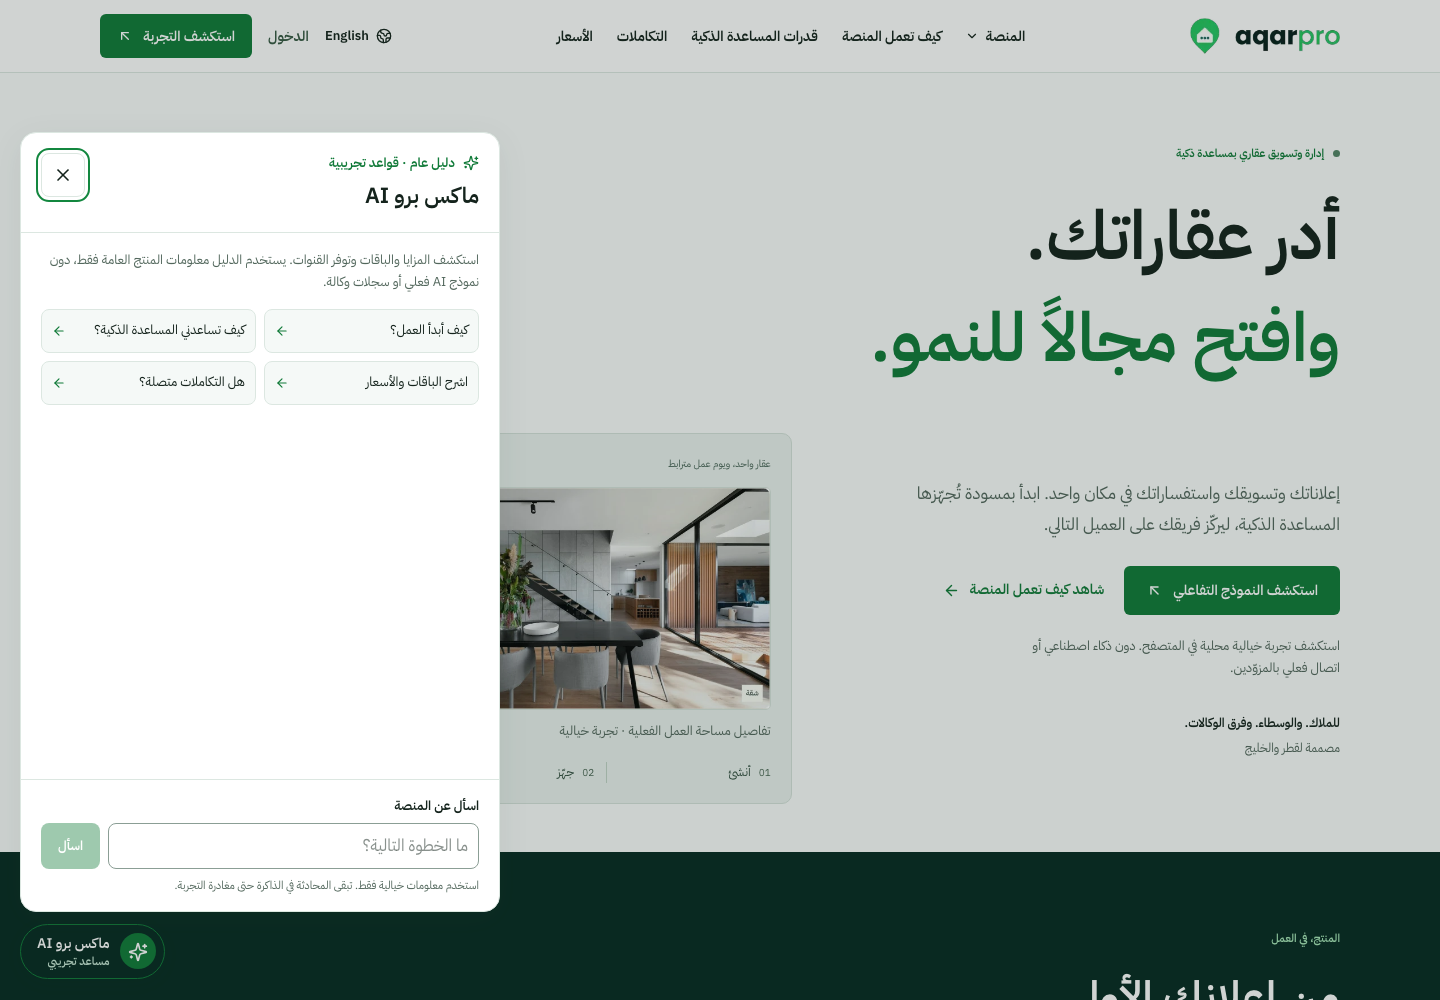 aqarpro
المنصة
كيف تعمل المنصة
قدرات المساعدة الذكية
التكاملات
الأسعار
English
الدخول
استكشف التجربة
إدارة وتسويق عقاري بمساعدة ذكية
أدر عقاراتك.
وافتح مجالاً للنمو.
إعلاناتك وتسويقك واستفساراتك في مكان واحد. ابدأ بمسودة تُجهّزها
المساعدة الذكية، ليركّز فريقك على العميل التالي.
استكشف النموذج التفاعلي
شاهد كيف تعمل المنصة
استكشف تجربة خيالية محلية في المتصفح. دون ذكاء اصطناعي أو
اتصال فعلي بالمزوّدين.
للملاك. والوسطاء. وفرق الوكالات.
مصممة لقطر والخليج
عقار واحد، ويوم عمل مترابط
شقة
تفاصيل مساحة العمل الفعلية · تجربة خيالية
01 أنشئ
02 جهّز
دليل عام · قواعد تجريبية
ماكس برو AI
استكشف المزايا والباقات وتوفر القنوات. يستخدم الدليل معلومات المنتج العامة فقط، دون
نموذج AI فعلي أو سجلات وكالة.
كيف أبدأ العمل؟
كيف تساعدني المساعدة الذكية؟
اشرح الباقات والأسعار
هل التكاملات متصلة؟
اسأل عن المنصة
ما الخطوة التالية؟
اسأل
استخدم معلومات خيالية فقط. تبقى المحادثة في الذاكرة حتى مغادرة التجربة.
ماكس برو AI
مساعد تجريبي
المنتج، في العمل
من إعلانك الأول